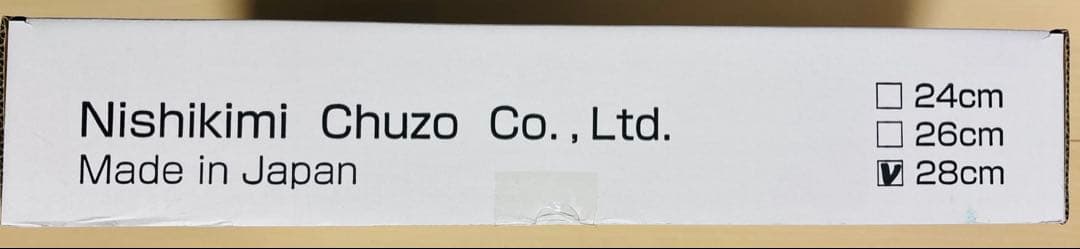 Nishikimi Chuzo Co., Ltd.
Made in Japan
24cm
26cm
28cm